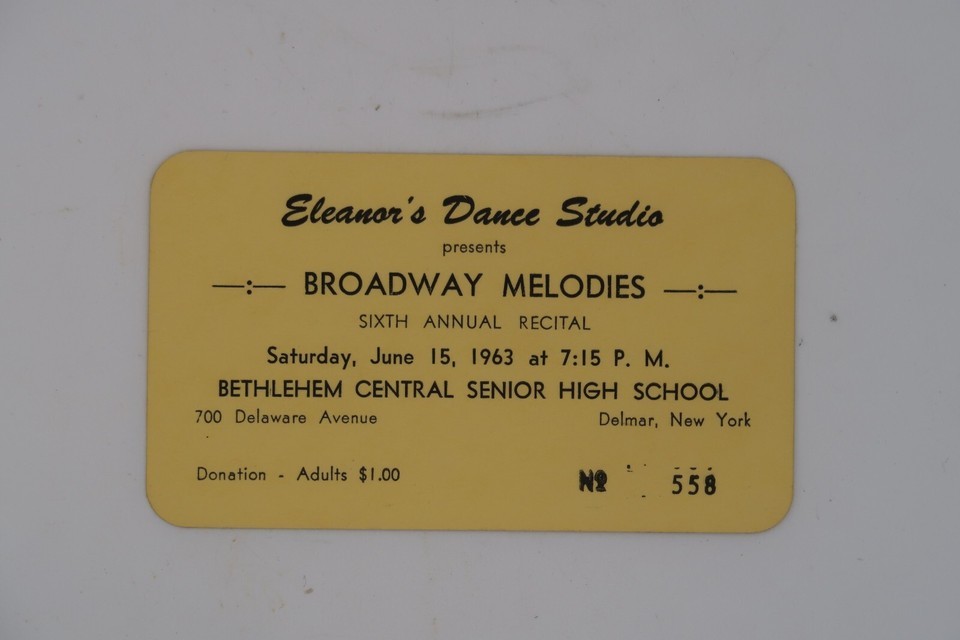 Eleanor's Dance Studio
presents
—:— BROADWAY MELODIES —:—
SIXTH ANNUAL RECITAL
Saturday, June 15, 1963 at 7:15 P. M.
BETHLEHEM CENTRAL SENIOR HIGH SCHOOL
700 Delaware Avenue Delmar, New York
Donation - Adults $1.00 № 558